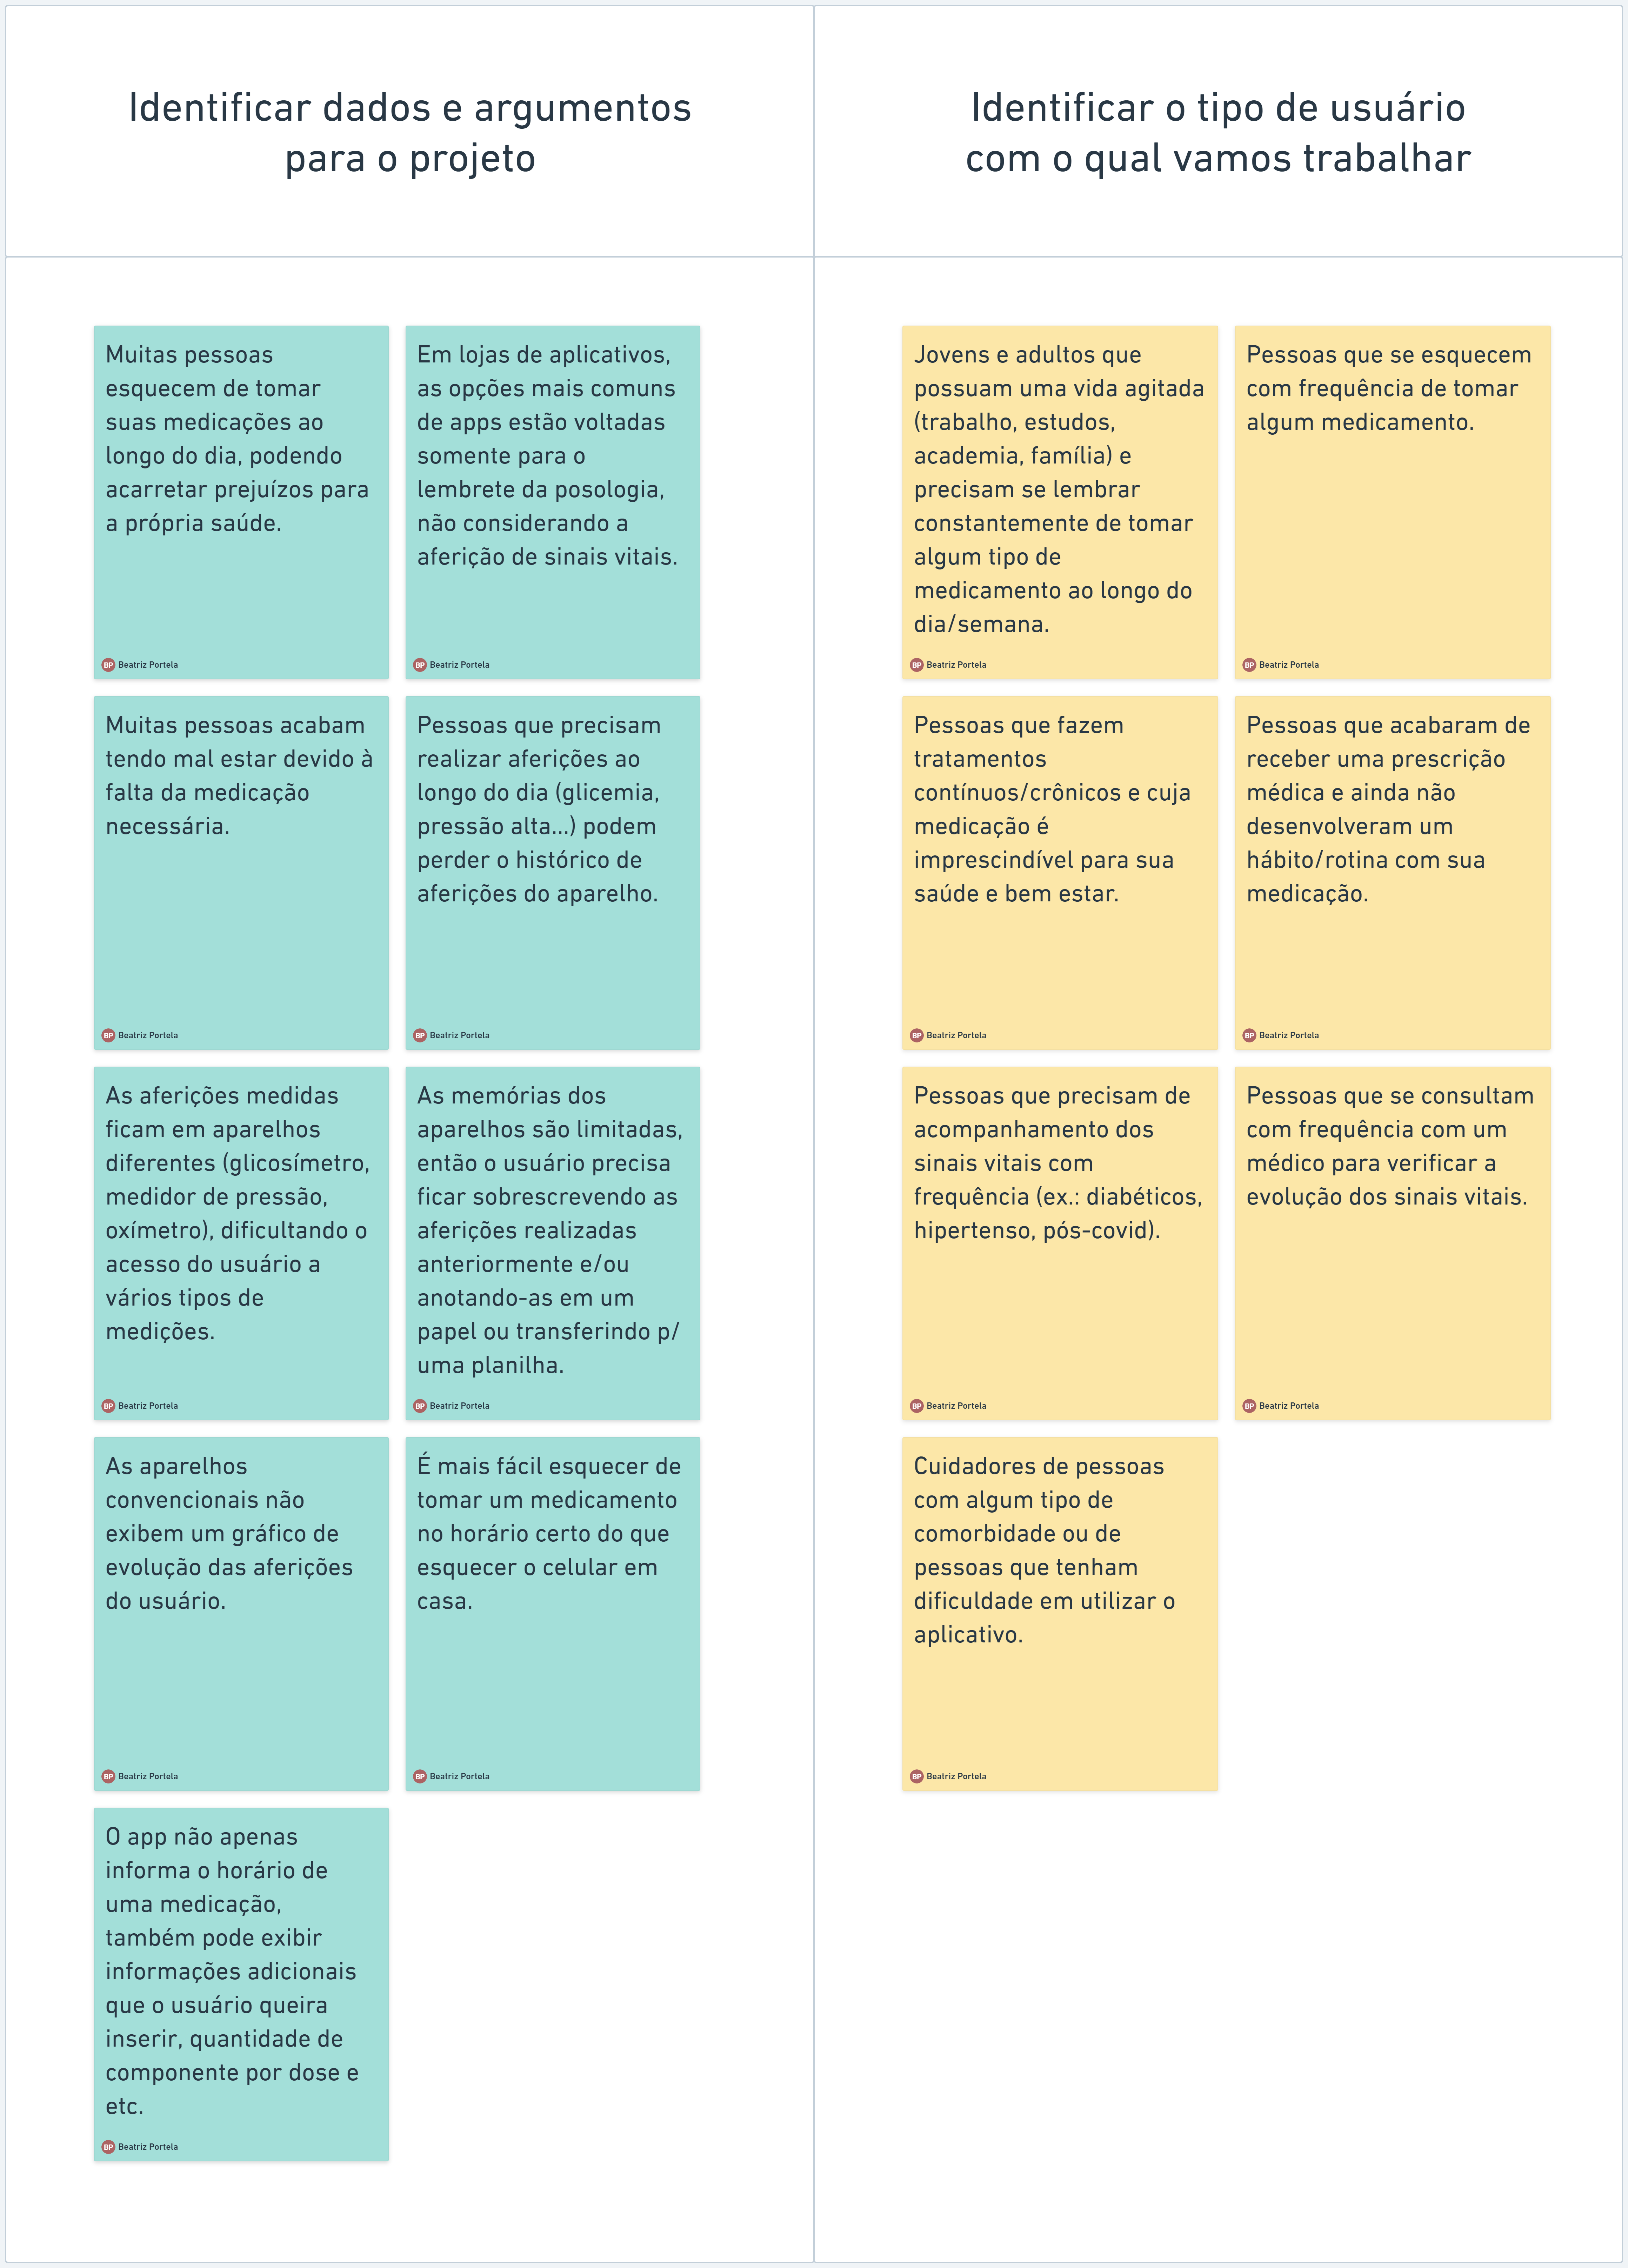 Identificar dados e argumentos
para o projeto
Identificar o tipo de usuário
com o qual vamos trabalhar
Muitas pessoas
esquecem de tomar
suas medicações ao
longo do dia, podendo
acarretar prejuízos para
a própria saúde.
BP Beatriz Portela
Em lojas de aplicativos,
as opções mais comuns
de apps estão voltadas
somente para o
lembrete da posologia,
não considerando a
aferição de sinais vitais.
BP Beatriz Portela
Muitas pessoas acabam
tendo mal estar devido à
falta da medicação
necessária.
BP Beatriz Portela
Pessoas que precisam
realizar aferições ao
longo do dia (glicemia,
pressão alta...) podem
perder o histórico de
aferições do aparelho.
BP Beatriz Portela
As aferições medidas
ficam em aparelhos
diferentes (glicosímetro,
medidor de pressão,
oxímetro), dificultando o
acesso do usuário a
vários tipos de
medições.
BP Beatriz Portela
As memórias dos
aparelhos são limitadas,
então o usuário precisa
ficar sobrescrevendo as
aferições realizadas
anteriormente e/ou
anotando-as em um
papel ou transferindo p/
uma planilha.
BP Beatriz Portela
As aparelhos
convencionais não
exibem um gráfico de
evolução das aferições
do usuário.
BP Beatriz Portela
É mais fácil esquecer de
tomar um medicamento
no horário certo do que
esquecer o celular em
casa.
BP Beatriz Portela
O app não apenas
informa o horário de
uma medicação,
também pode exibir
informações adicionais
que o usuário queira
inserir, quantidade de
componente por dose e
etc.
BP Beatriz Portela
Jovens e adultos que
possuam uma vida agitada
(trabalho, estudos,
academia, família) e
precisam se lembrar
constantemente de tomar
algum tipo de
medicamento ao longo do
dia/semana.
BP Beatriz Portela
Pessoas que se esquecem
com frequência de tomar
algum medicamento.
BP Beatriz Portela
Pessoas que fazem
tratamentos
contínuos/crônicos e cuja
medicação é
imprescindível para sua
saúde e bem estar.
BP Beatriz Portela
Pessoas que acabaram de
receber uma prescrição
médica e ainda não
desenvolveram um
hábito/rotina com sua
medicação.
BP Beatriz Portela
Pessoas que precisam de
acompanhamento dos
sinais vitais com
frequência (ex.: diabéticos,
hipertenso, pós-covid).
BP Beatriz Portela
Pessoas que se consultam
com frequência com um
médico para verificar a
evolução dos sinais vitais.
BP Beatriz Portela
Cuidadores de pessoas
com algum tipo de
comorbidade ou de
pessoas que tenham
dificuldade em utilizar o
aplicativo.
BP Beatriz Portela